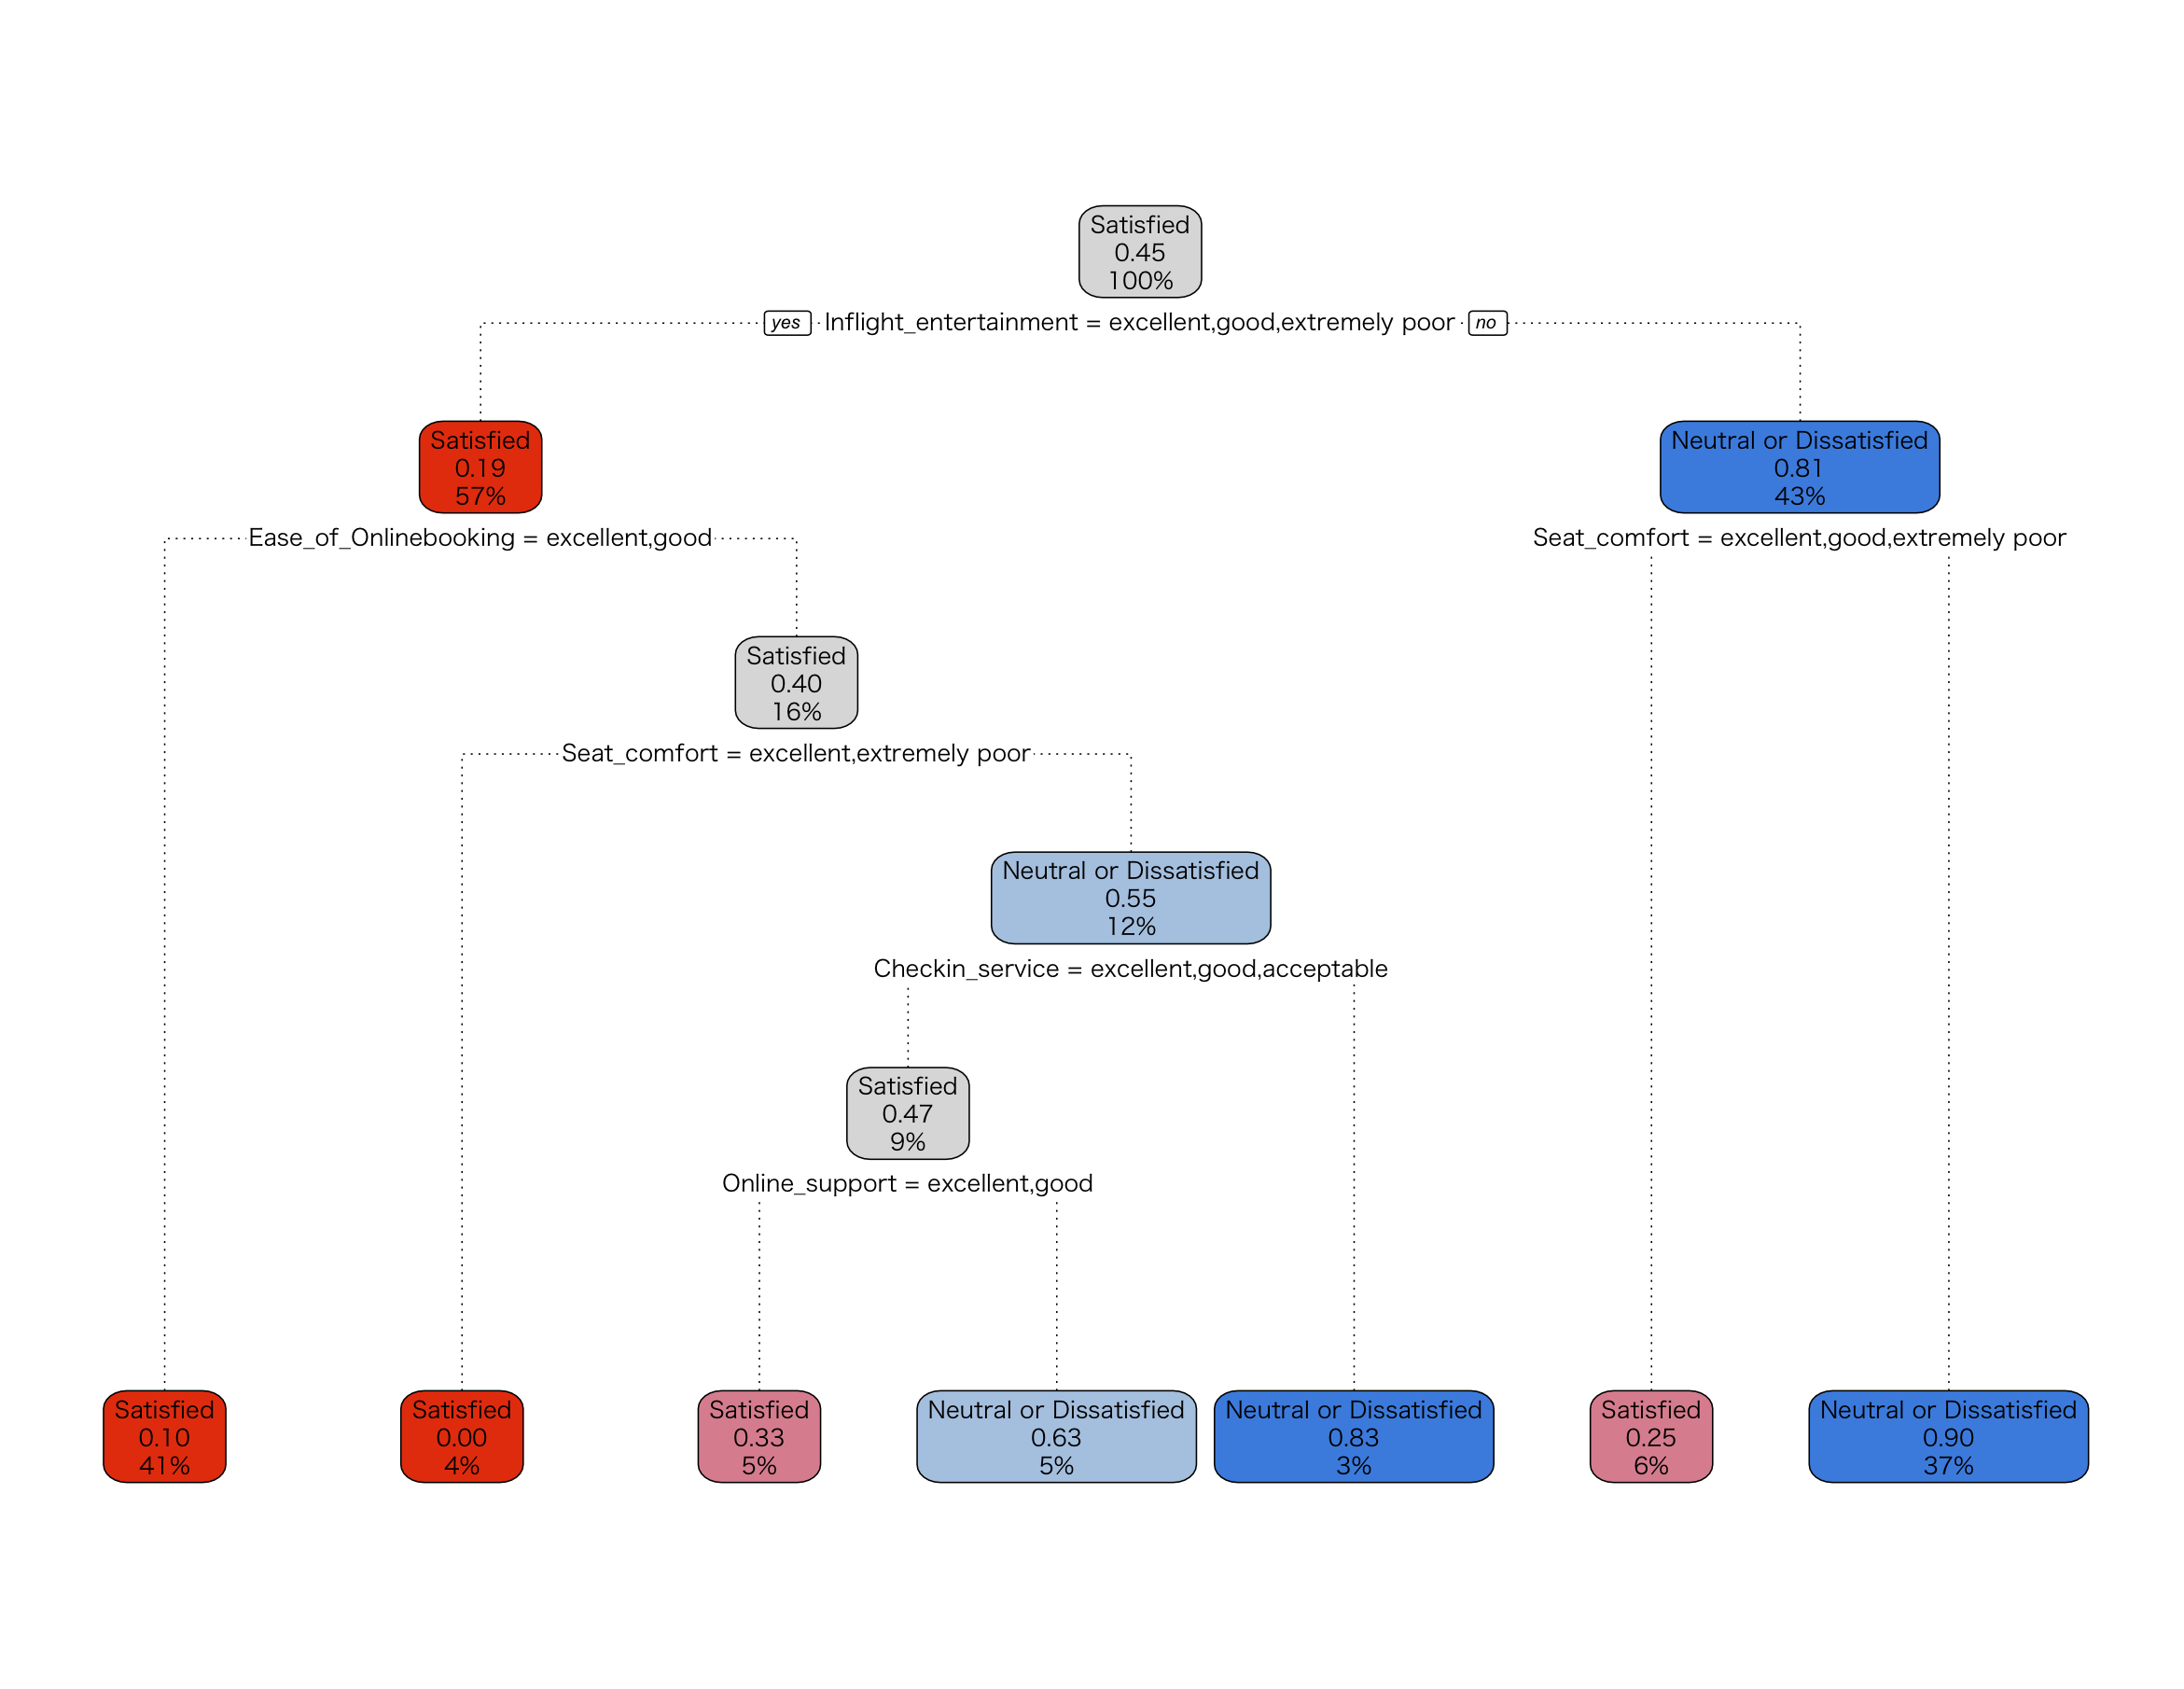 Satisfied
0.45
100%
yes Inflight_entertainment = excellent,good,extremely poor no
Satisfied
0.19
57%
Neutral or Dissatisfied
0.81
43%
Ease_of_Onlinebooking = excellent,good
Seat_comfort = excellent,good,extremely poor
Satisfied
0.40
16%
Seat_comfort = excellent,extremely poor
Neutral or Dissatisfied
0.55
12%
Checkin_service = excellent,good,acceptable
Satisfied
0.47
9%
Online_support = excellent,good
Satisfied
0.10
41%
Satisfied
0.00
4%
Satisfied
0.33
5%
Neutral or Dissatisfied
0.63
5%
Neutral or Dissatisfied
0.83
3%
Satisfied
0.25
6%
Neutral or Dissatisfied
0.90
37%